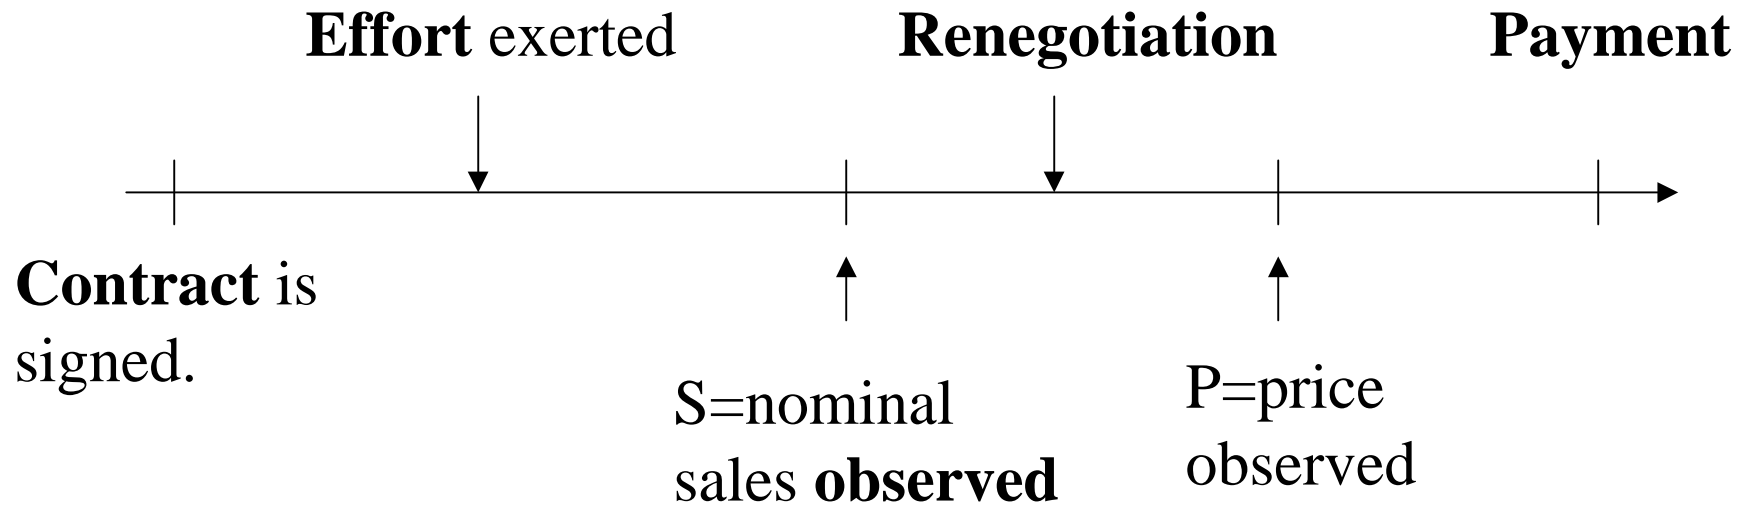 Effort exerted
Renegotiation
Payment
Contract is
signed.
S=nominal
sales observed
P=price
observed